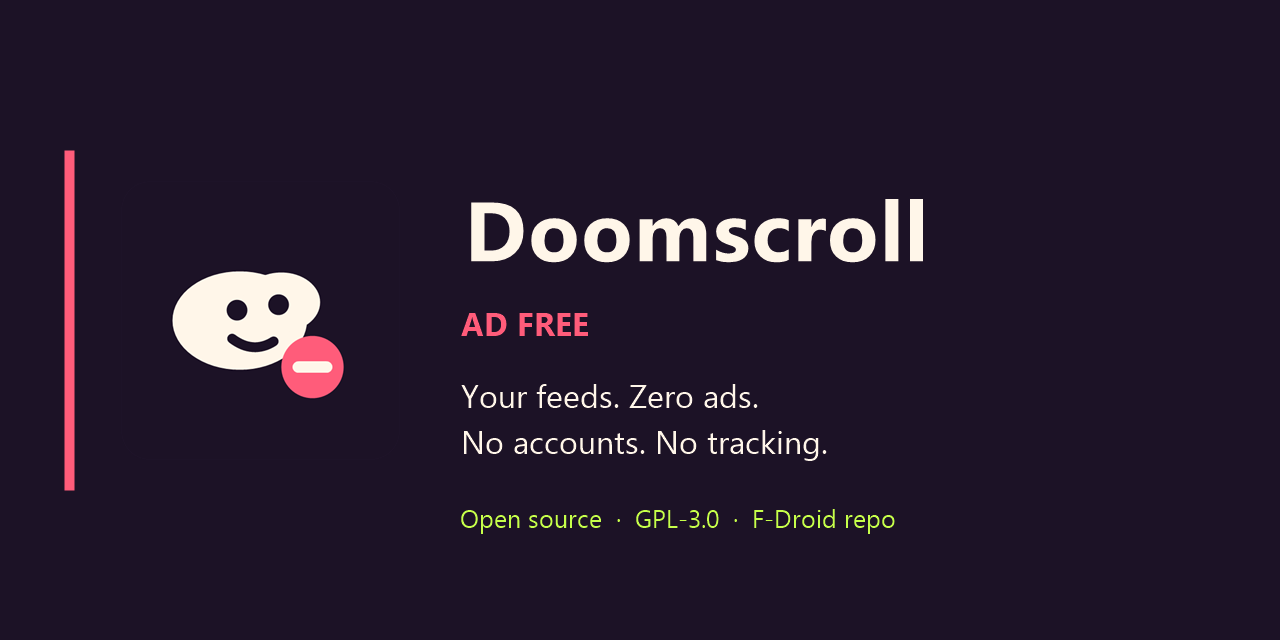 Doomscroll
AD FREE
Your feeds. Zero ads.
No accounts. No tracking.
Open source · GPL-3.0 · F-Droid repo